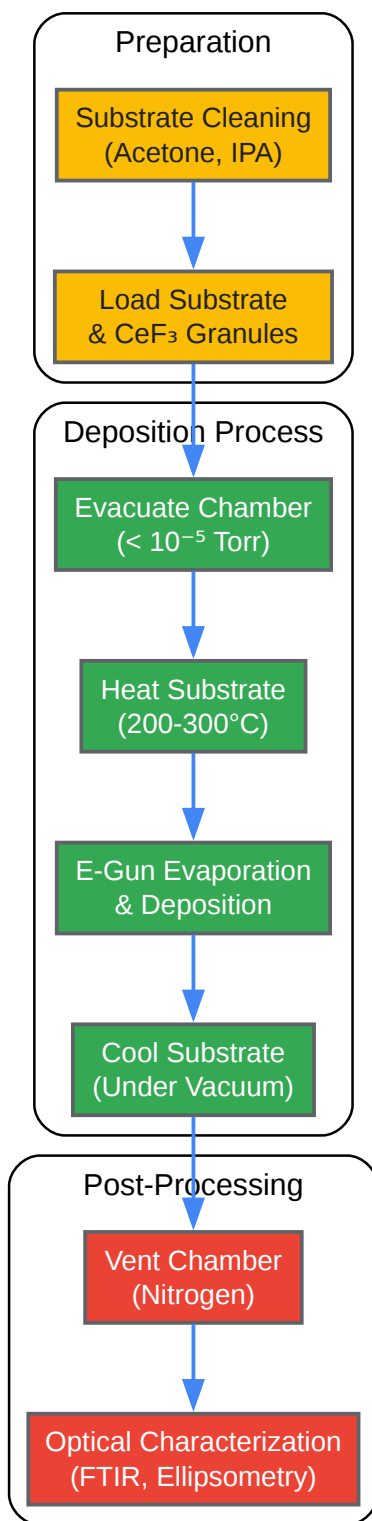 Preparation
Substrate Cleaning
(Acetone, IPA)
Load Substrate
& CeF₃ Granules
Deposition Process
Evacuate Chamber
(< 10⁻⁵ Torr)
Heat Substrate
(200-300°C)
E-Gun Evaporation
& Deposition
Cool Substrate
(Under Vacuum)
Post-Processing
Vent Chamber
(Nitrogen)
Optical Characterization
(FTIR, Ellipsometry)